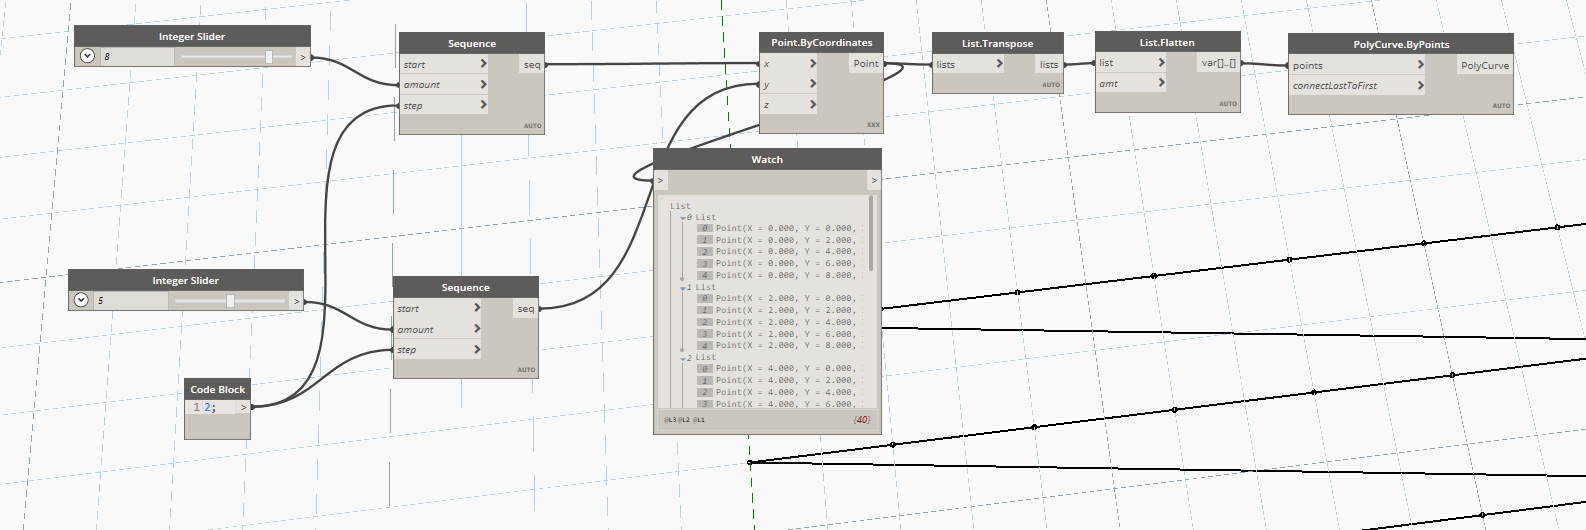 Integer Slider
8
>
Sequence
start > seq
amount >
step >
AUTO
Point.ByCoordinates
x > Point
y >
z >
XXX
List.Transpose
lists > lists
AUTO
List.Flatten
list > var[]..[]
amt >
AUTO
PolyCurve.ByPoints
points > PolyCurve
connectLastToFirst >
AUTO
Watch
> >
List
0 List
0 Point(X = 0.000, Y = 0.000,
1 Point(X = 0.000, Y = 2.000,
2 Point(X = 0.000, Y = 4.000,
3 Point(X = 0.000, Y = 6.000,
4 Point(X = 0.000, Y = 8.000,
1 List
0 Point(X = 2.000, Y = 0.000,
1 Point(X = 2.000, Y = 2.000,
2 Point(X = 2.000, Y = 4.000,
3 Point(X = 2.000, Y = 6.000,
4 Point(X = 2.000, Y = 8.000,
2 List
0 Point(X = 4.000, Y = 0.000,
1 Point(X = 4.000, Y = 2.000,
2 Point(X = 4.000, Y = 4.000,
3 Point(X = 4.000, Y = 6.000,
@L3 @L2 @L1 {40}
Integer Slider
5
>
Sequence
start > seq
amount >
step >
AUTO
Code Block
1 2; >